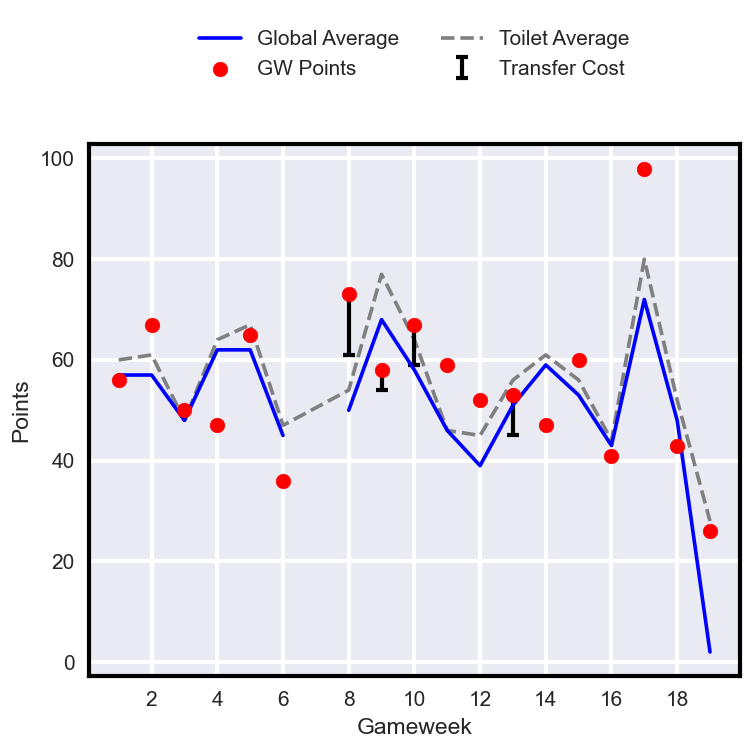 Global Average
Toilet Average
GW Points
Transfer Cost
100
80
60
40
20
0
Points
2 4 6 8 10 12 14 16 18
Gameweek